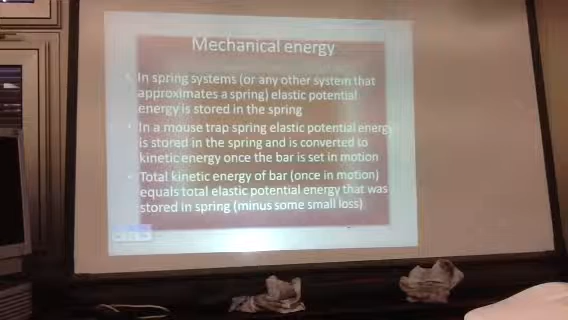 Mechanical energy
• In spring systems (or any other system that
approximates a spring) elastic potential
energy is stored in the spring
• In a mouse trap spring elastic potential energy
is stored in the spring and is converted to
kinetic energy once the bar is set in motion
• Total kinetic energy of bar (once in motion)
equals total elastic potential energy that was
stored in spring (minus some small loss)